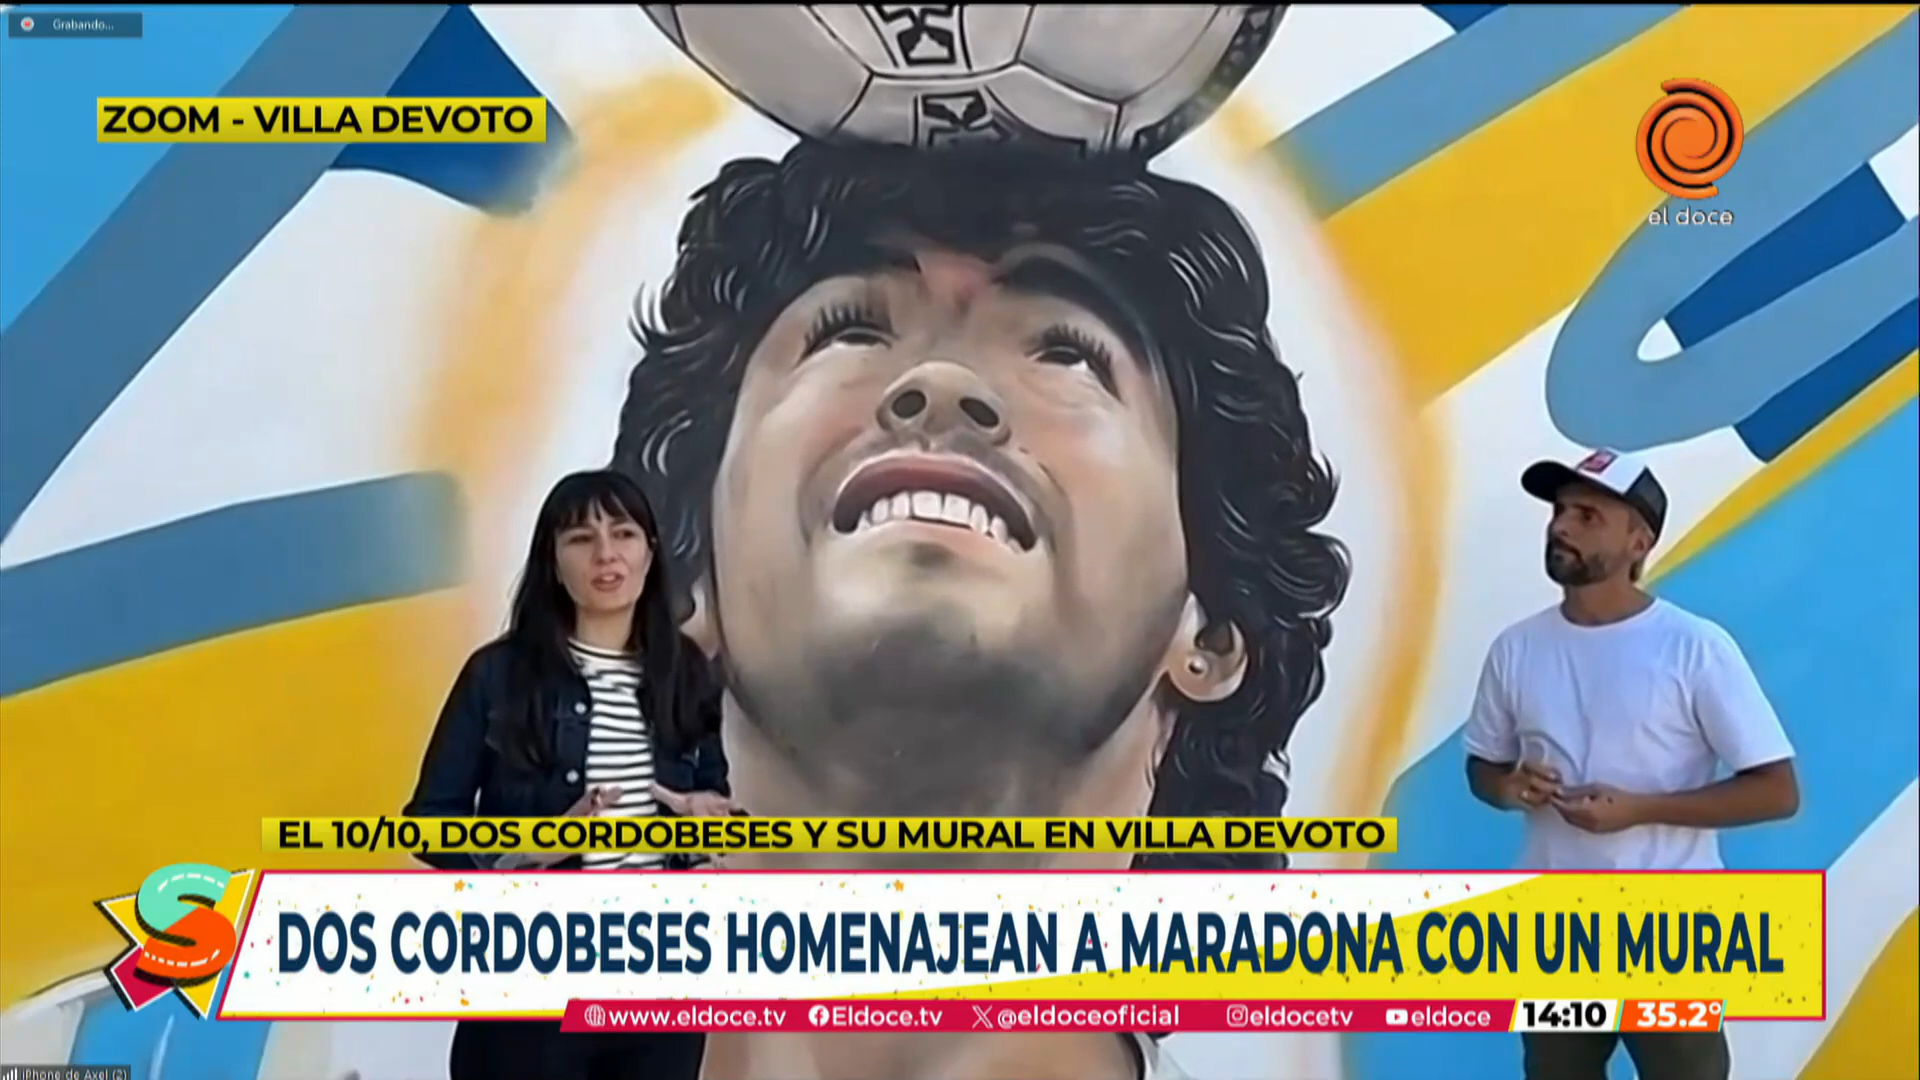 Grabando...
ZOOM - VILLA DEVOTO
el doce
EL 10/10, DOS CORDOBESES Y SU MURAL EN VILLA DEVOTO
DOS CORDOBESES HOMENAJEAN A MARADONA CON UN MURAL
www.eldoce.tv Eldoce.tv @eldoceoficial eldocetv eldoce 14:10 35.2°
iPhone de Axel (2)